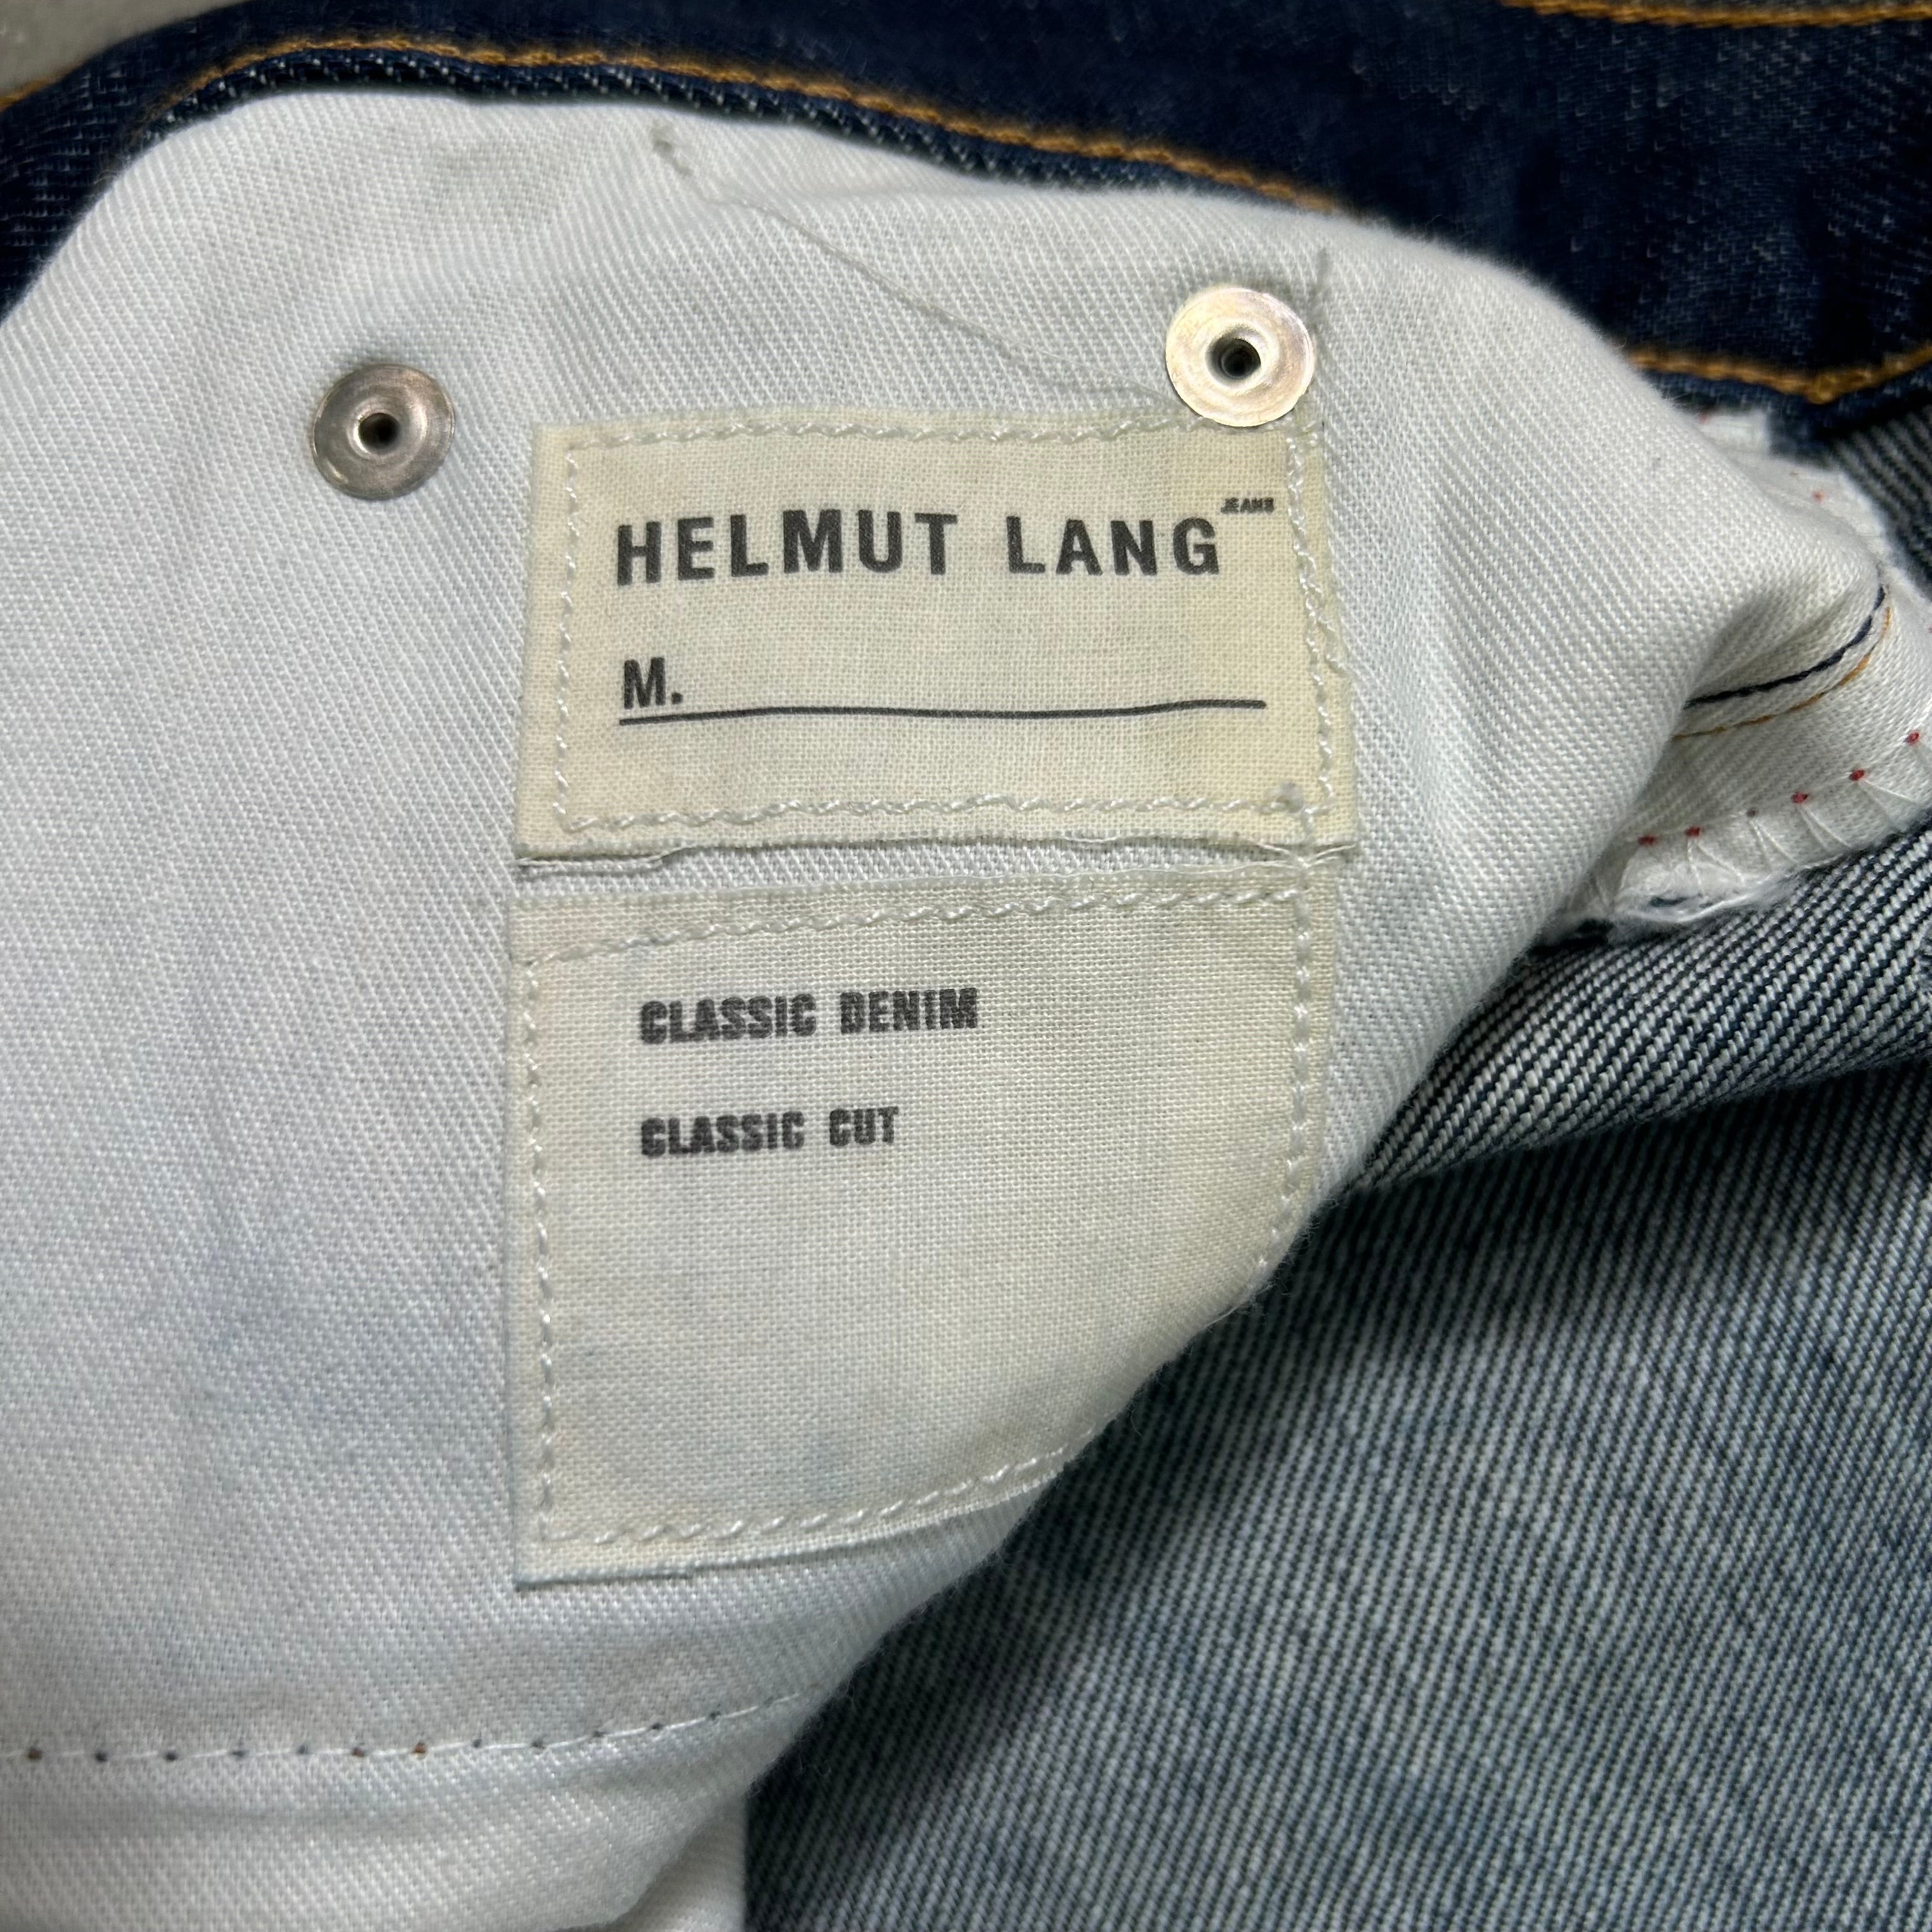 HELMUT LANG JEANS
M.
CLASSIC DENIM
CLASSIC CUT